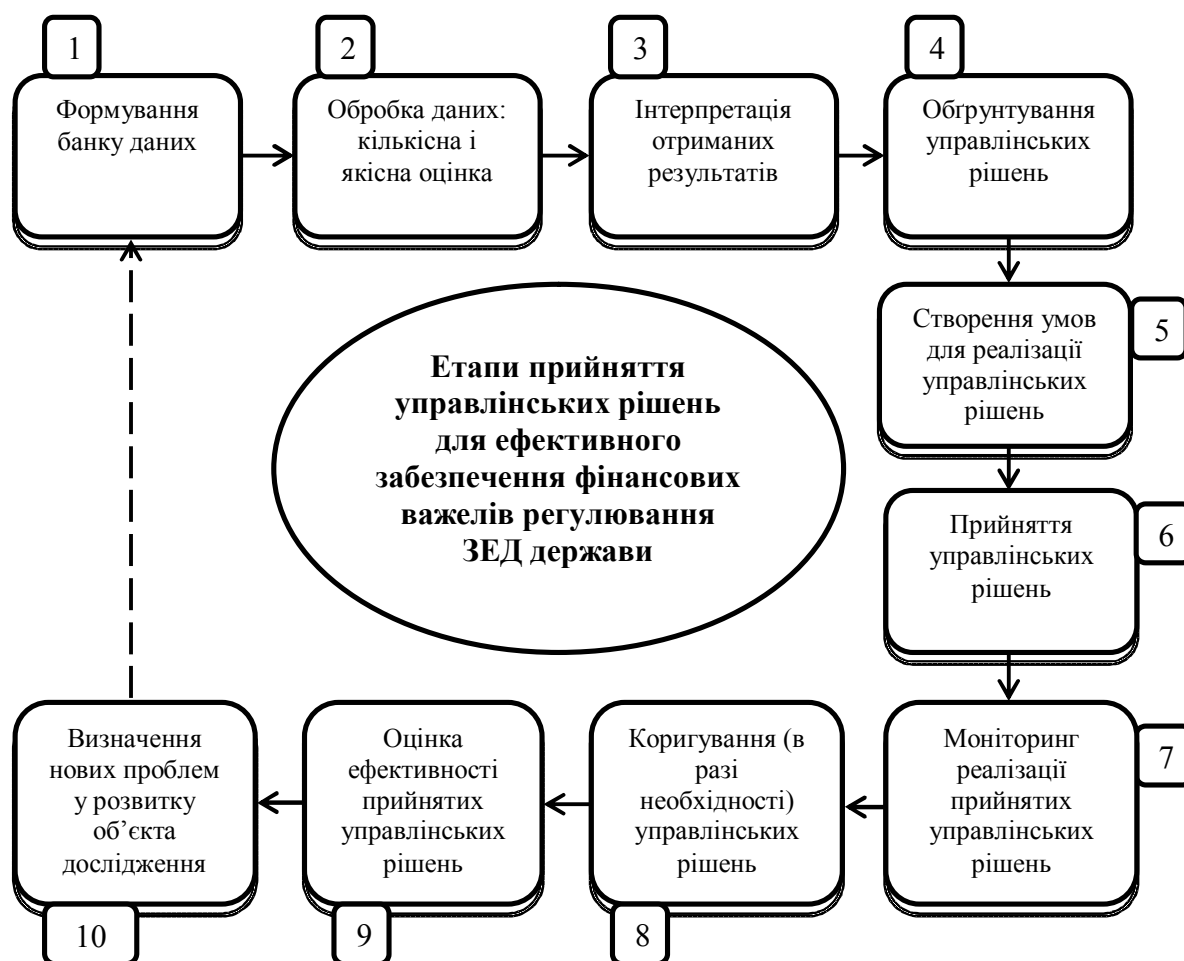 1
Формування
банку даних
2
Обробка даних:
кількісна і
якісна оцінка
3
Інтерпретація
отриманих
результатів
4
Обґрунтування
управлінських
рішень
Створення умов
для реалізації
управлінських
рішень
5
Етапи прийняття
управлінських рішень
для ефективного
забезпечення фінансових
важелів регулювання
ЗЕД держави
Прийняття
управлінських
рішень
6
Моніторинг
реалізації
прийнятих
управлінських
рішень
7
Коригування (в
разі
необхідності)
управлінських
рішень
8
Оцінка
ефективності
прийнятих
управлінських
рішень
9
Визначення
нових проблем
у розвитку
об’єкта
дослідження
10